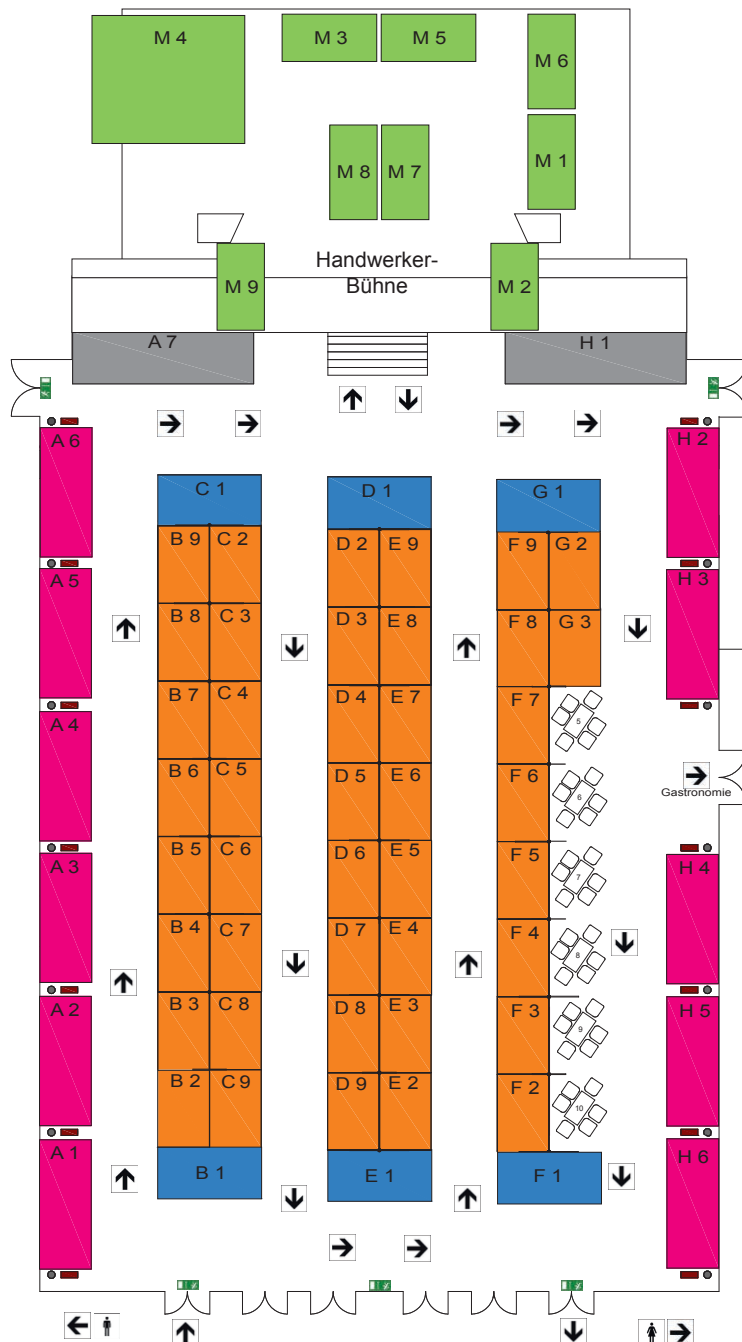 M 4
M 3
M 5
M 6
M 8
M 7
M 1
Handwerker-
Bühne
M 9
M 2
A 7
H 1
A 6
H 2
C 1
D 1
G 1
B 9
C 2
D 2
E 9
F 9
G 2
A 5
H 3
B 8
C 3
D 3
E 8
F 8
G 3
B 7
C 4
D 4
E 7
F 7
5
A 4
B 6
C 5
D 5
E 6
F 6
6
Gastronomie
A 3
H 4
B 5
C 6
D 6
E 5
F 5
7
B 4
C 7
D 7
E 4
F 4
8
A 2
H 5
B 3
C 8
D 8
E 3
F 3
9
B 2
C 9
D 9
E 2
F 2
10
A 1
H 6
B 1
E 1
F 1